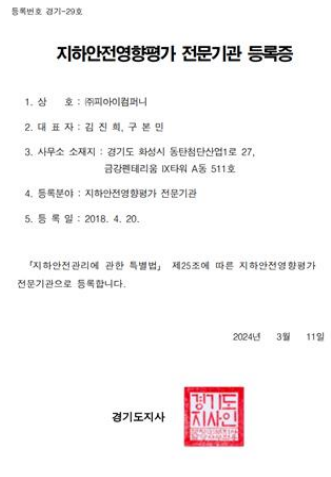 등록번호 경기-29호
지하안전영향평가 전문기관 등록증
1. 상 호 : ㈜피아이컴퍼니
2. 대 표 자 : 김 진 희, 구 본 민
3. 사무소 소재지 : 경기도 화성시 동탄첨단산업1로 27,
금강펜테리움 IX타워 A동 511호
4. 등록분야 : 지하안전영향평가 전문기관
5. 등 록 일 : 2018. 4. 20.
「지하안전관리에 관한 특별법」 제25조에 따른 지하안전영향평가
전문기관으로 등록합니다.
2024년 3월 11일
경기도지사
경기도
지사인